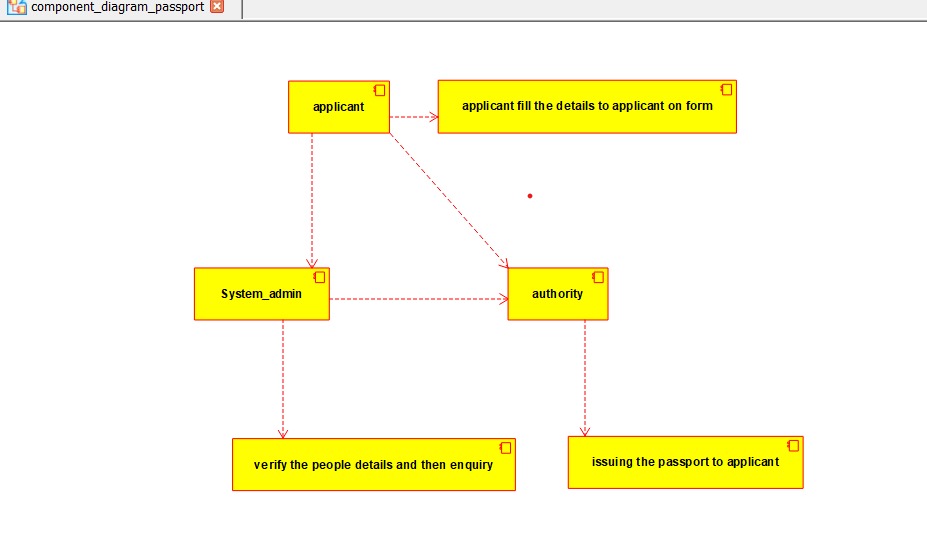 component_diagram_passport
applicant
applicant fill the details to applicant on form
System_admin
authority
verify the people details and then enquiry
issuing the passport to applicant